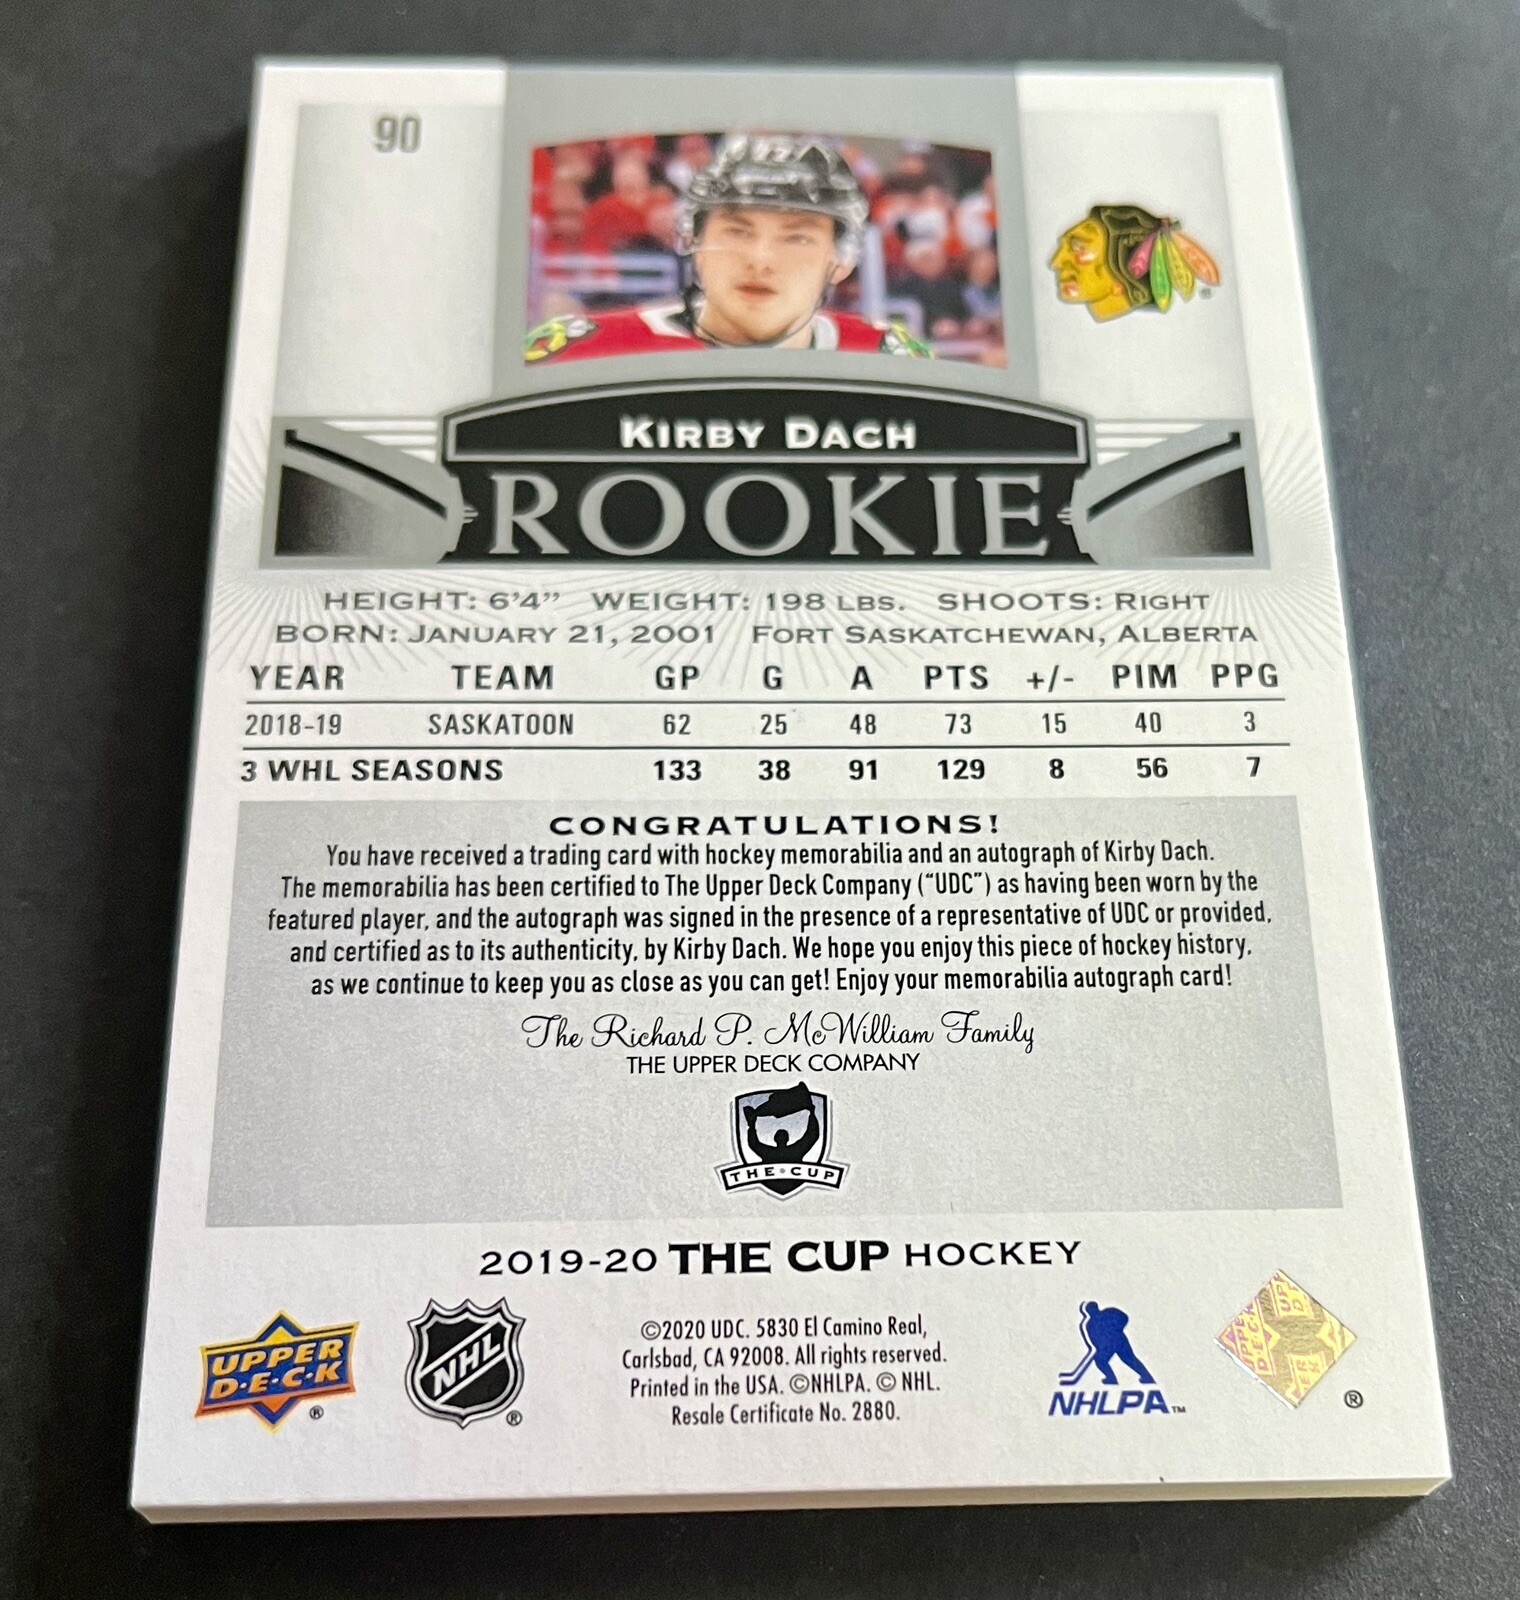 90
KIRBY DACH
ROOKIE
HEIGHT: 6'4" WEIGHT: 198 LBS. SHOOTS: RIGHT
BORN: JANUARY 21, 2001 FORT SASKATCHEWAN, ALBERTA
YEAR TEAM GP G A PTS +/- PIM PPG
2018-19 SASKATOON 62 25 48 73 15 40 3
3 WHL SEASONS 133 38 91 129 8 56 7
CONGRATULATIONS!
You have received a trading card with hockey memorabilia and an autograph of Kirby Dach.
The memorabilia has been certified to The Upper Deck Company ("UDC") as having been worn by the
featured player, and the autograph was signed in the presence of a representative of UDC or provided,
and certified as to its authenticity, by Kirby Dach. We hope you enjoy this piece of hockey history,
as we continue to keep you as close as you can get! Enjoy your memorabilia autograph card!
The Richard P. McWilliam Family
THE UPPER DECK COMPANY
THE CUP
2019-20 THE CUP HOCKEY
UPPER
D·E·C·K
®
NHL
®
©2020 UDC. 5830 El Camino Real,
Carlsbad, CA 92008. All rights reserved.
Printed in the USA. ©NHLPA. © NHL.
Resale Certificate No. 2880.
NHLPA™
®